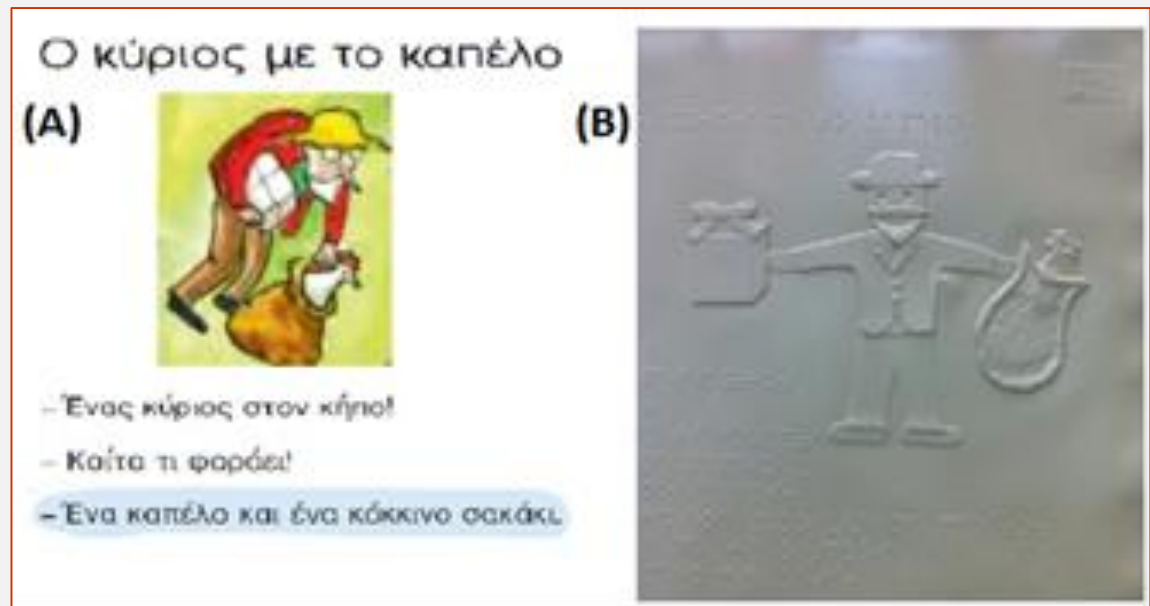 Ο κύριος με το καπέλο
(A)
(B)
– Ένας κύριος στον κήπο!
– Κοίτα τι φοράει!
– Ένα καπέλο και ένα κόκκινο σακάκι.